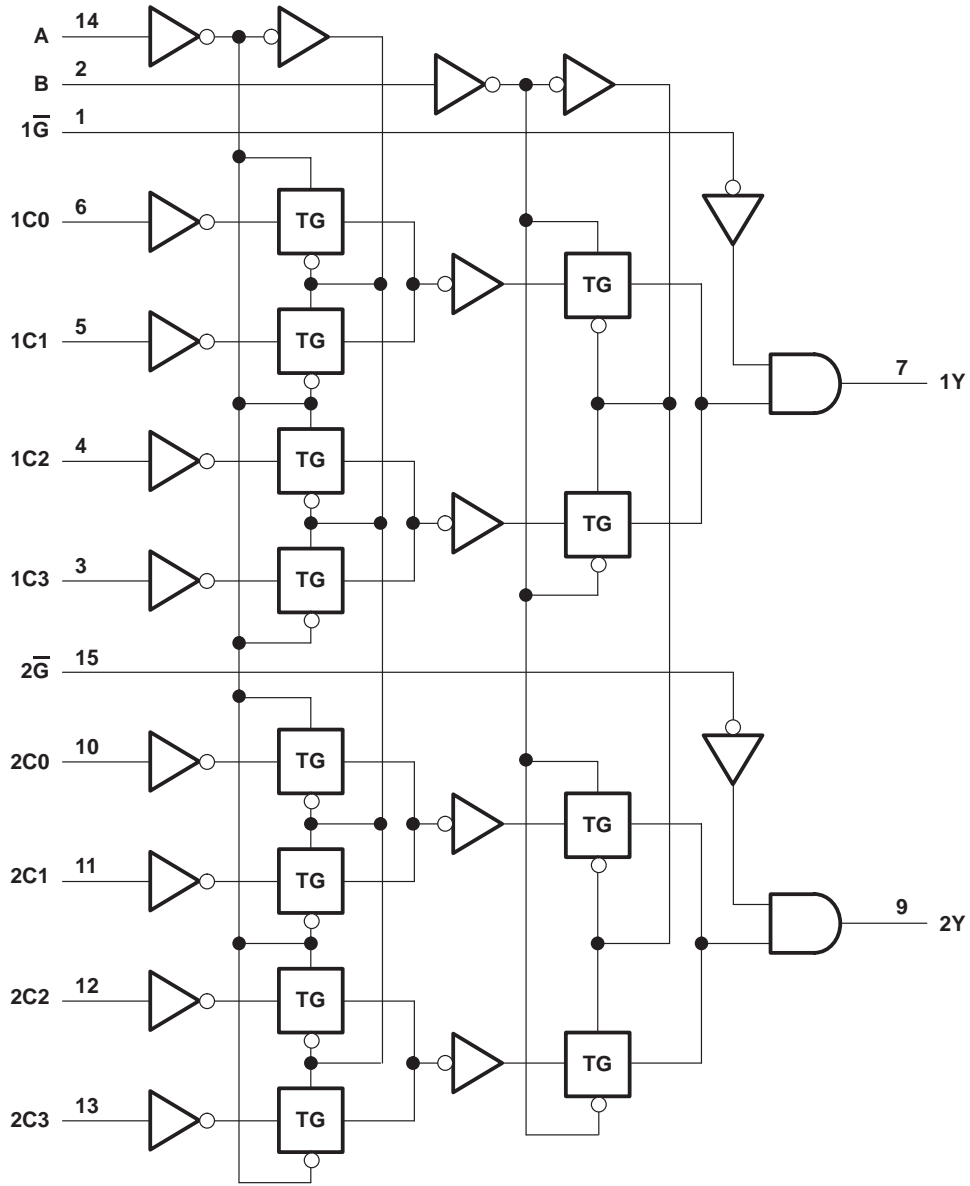 A 14
B 2
1G̅ 1
1C0 6 TG
TG
1C1 5 TG
7 1Y
1C2 4 TG
TG
1C3 3 TG
2G̅ 15
2C0 10 TG
TG
2C1 11 TG
9 2Y
2C2 12 TG
TG
2C3 13 TG